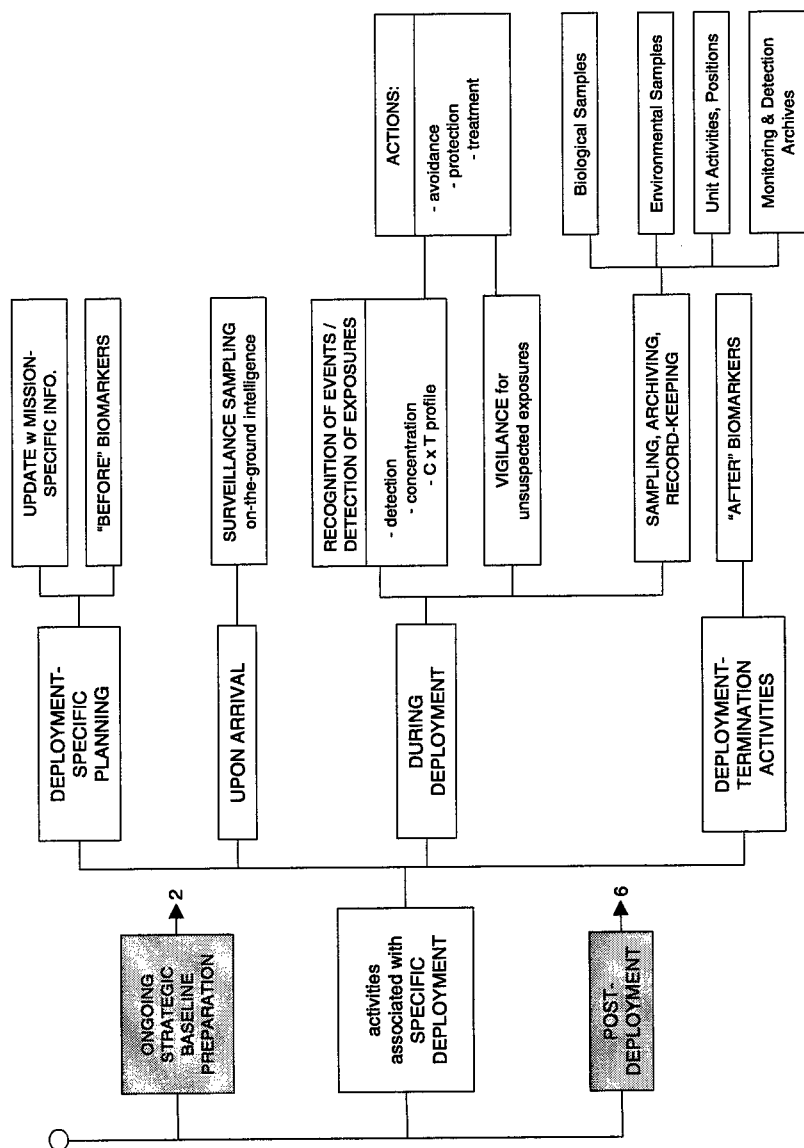 ONGOING
STRATEGIC
BASELINE
PREPARATION
2
activities
associated with
SPECIFIC
DEPLOYMENT
POST-
DEPLOYMENT
6
DEPLOYMENT-
SPECIFIC
PLANNING
UPDATE w MISSION-
SPECIFIC INFO.
"BEFORE" BIOMARKERS
UPON ARRIVAL
SURVEILLANCE SAMPLING
on-the-ground intelligence
DURING
DEPLOYMENT
RECOGNITION OF EVENTS /
DETECTION OF EXPOSURES
- detection
- concentration
- C x T profile
ACTIONS:
- avoidance
- protection
- treatment
VIGILANCE for
unsuspected exposures
SAMPLING, ARCHIVING,
RECORD-KEEPING
Biological Samples
Environmental Samples
Unit Activities, Positions
Monitoring & Detection
Archives
DEPLOYMENT-
TERMINATION
ACTIVITIES
"AFTER" BIOMARKERS